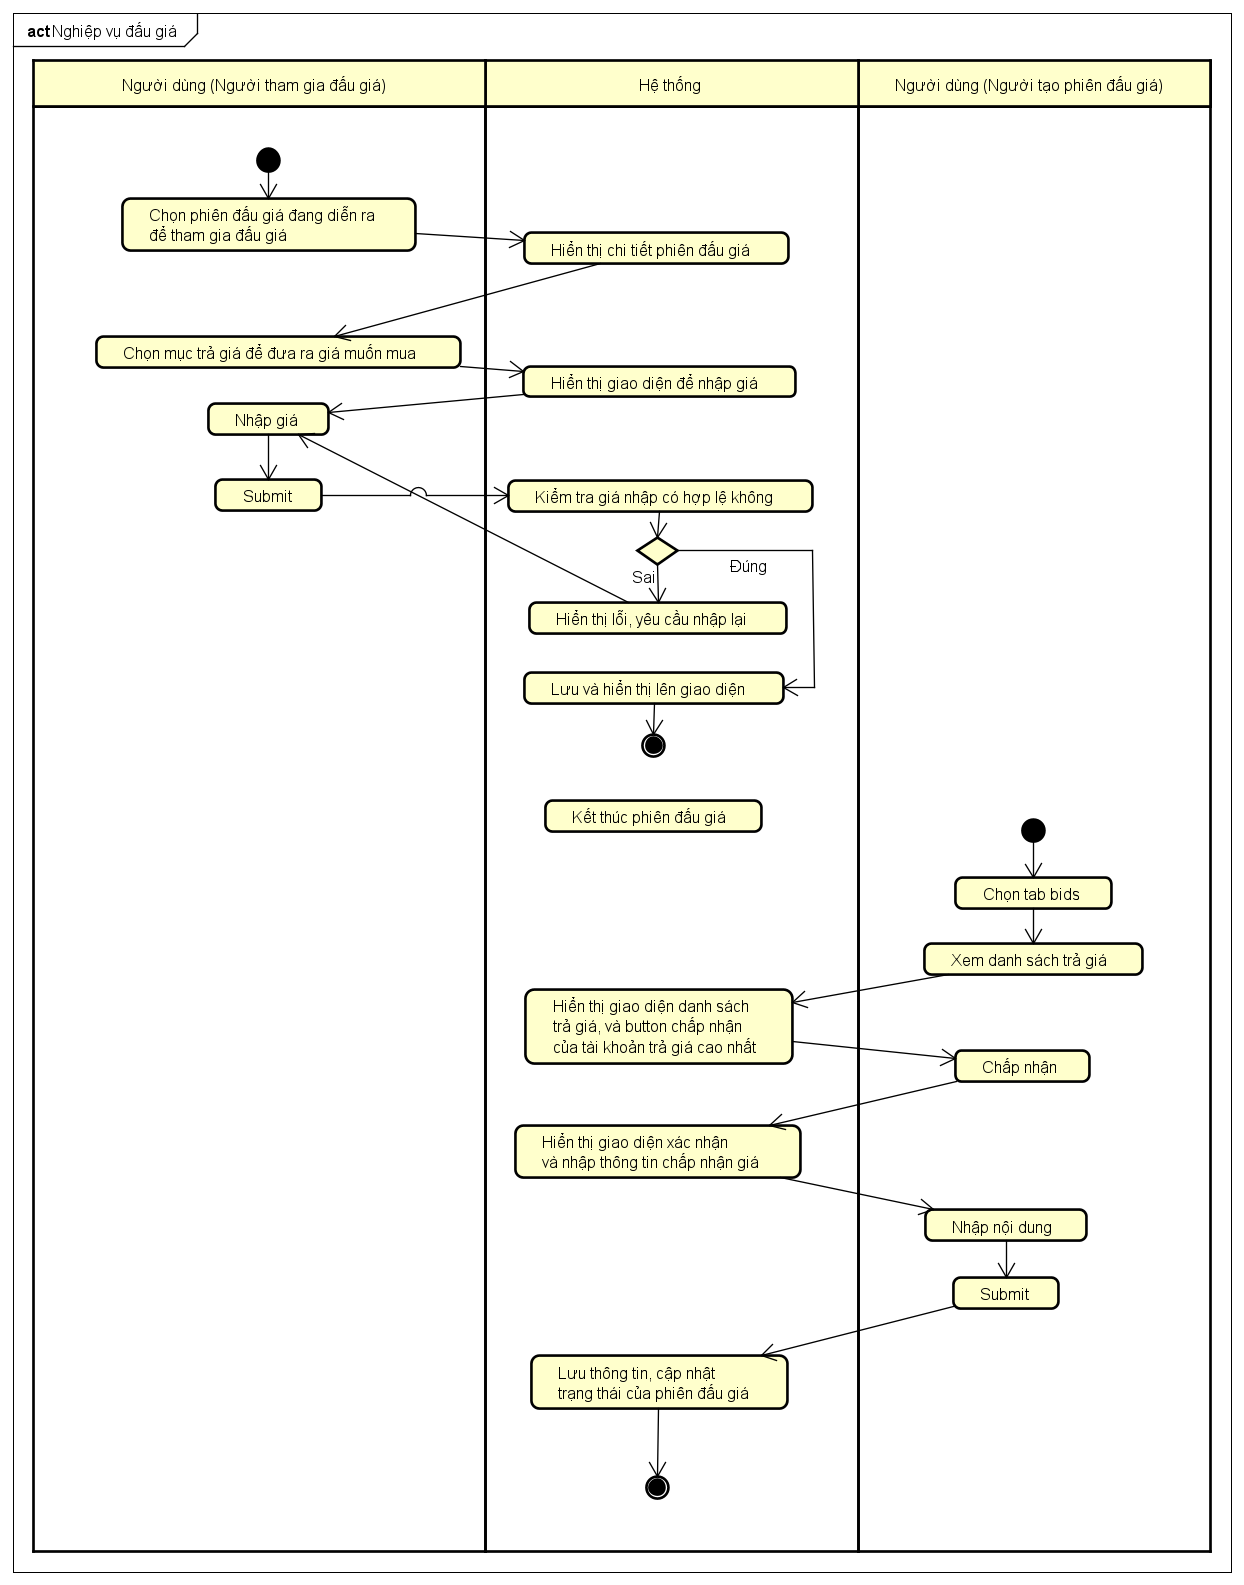 act Nghiệp vụ đấu giá
Người dùng (Người tham gia đấu giá)
Hệ thống
Người dùng (Người tạo phiên đấu giá)
Chọn phiên đấu giá đang diễn ra
để tham gia đấu giá
Hiển thị chi tiết phiên đấu giá
Chọn mục trả giá để đưa ra giá muốn mua
Hiển thị giao diện để nhập giá
Nhập giá
Submit
Kiểm tra giá nhập có hợp lệ không
Đúng
Sai
Hiển thị lỗi, yêu cầu nhập lại
Lưu và hiển thị lên giao diện
Kết thúc phiên đấu giá
Chọn tab bids
Xem danh sách trả giá
Hiển thị giao diện danh sách
trả giá, và button chấp nhận
của tài khoản trả giá cao nhất
Chấp nhận
Hiển thị giao diện xác nhận
và nhập thông tin chấp nhận giá
Nhập nội dung
Submit
Lưu thông tin, cập nhật
trạng thái của phiên đấu giá